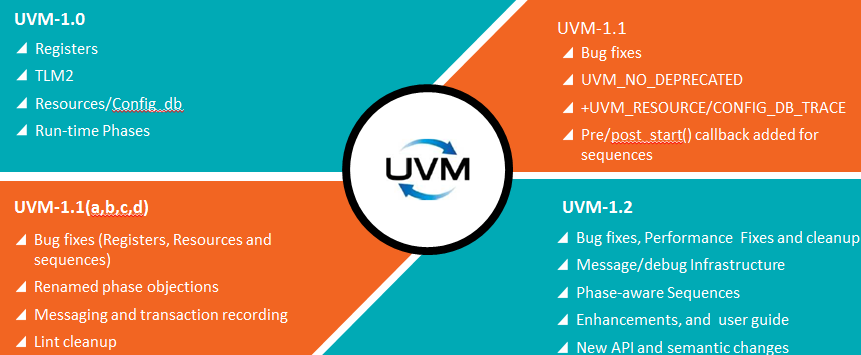 UVM-1.0
Registers
TLM2
Resources/Config_db
Run-time Phases
UVM-1.1
Bug fixes
UVM_NO_DEPRECATED
+UVM_RESOURCE/CONFIG_DB_TRACE
Pre/post_start() callback added for
sequences
UVM
UVM-1.1(a,b,c,d)
Bug fixes (Registers, Resources and
sequences)
Renamed phase objections
Messaging and transaction recording
Lint cleanup
UVM-1.2
Bug fixes, Performance Fixes and cleanup
Message/debug Infrastructure
Phase-aware Sequences
Enhancements, and user guide
New API and semantic changes